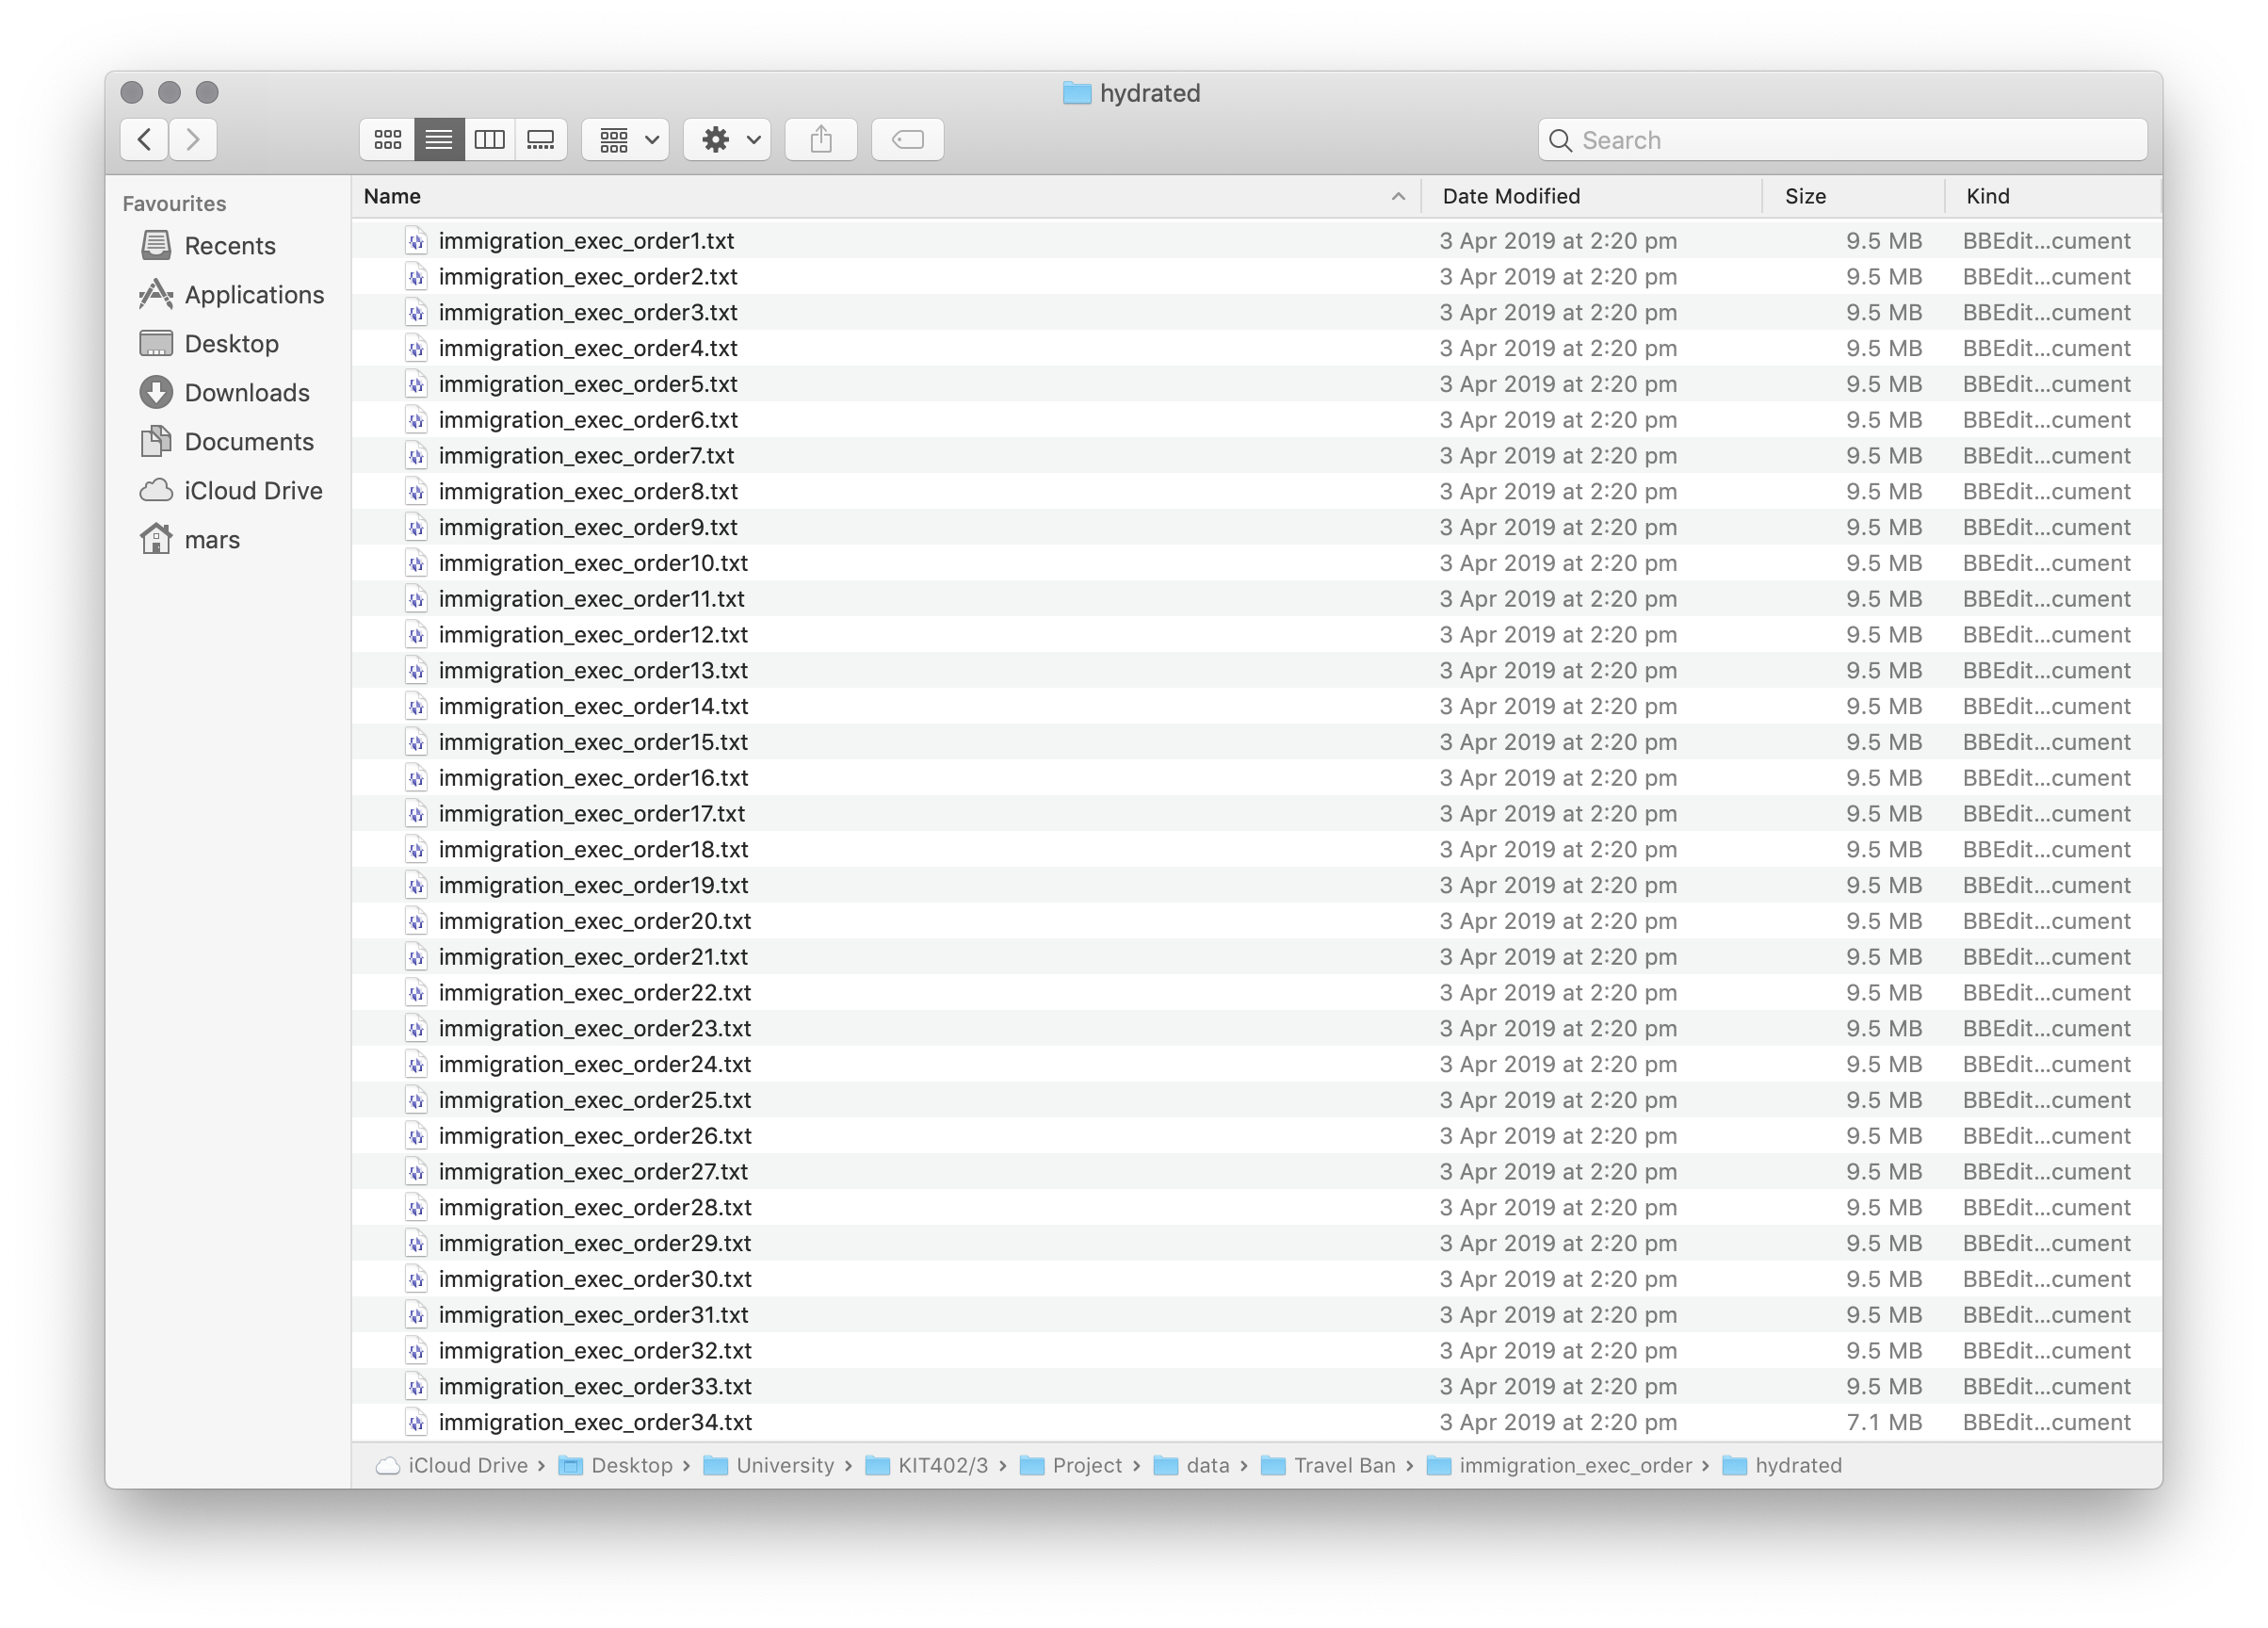 hydrated
Search
Favourites
Recents
Applications
Desktop
Downloads
Documents
iCloud Drive
mars
Name Date Modified Size Kind
immigration_exec_order1.txt 3 Apr 2019 at 2:20 pm 9.5 MB BBEdit...cument
immigration_exec_order2.txt 3 Apr 2019 at 2:20 pm 9.5 MB BBEdit...cument
immigration_exec_order3.txt 3 Apr 2019 at 2:20 pm 9.5 MB BBEdit...cument
immigration_exec_order4.txt 3 Apr 2019 at 2:20 pm 9.5 MB BBEdit...cument
immigration_exec_order5.txt 3 Apr 2019 at 2:20 pm 9.5 MB BBEdit...cument
immigration_exec_order6.txt 3 Apr 2019 at 2:20 pm 9.5 MB BBEdit...cument
immigration_exec_order7.txt 3 Apr 2019 at 2:20 pm 9.5 MB BBEdit...cument
immigration_exec_order8.txt 3 Apr 2019 at 2:20 pm 9.5 MB BBEdit...cument
immigration_exec_order9.txt 3 Apr 2019 at 2:20 pm 9.5 MB BBEdit...cument
immigration_exec_order10.txt 3 Apr 2019 at 2:20 pm 9.5 MB BBEdit...cument
immigration_exec_order11.txt 3 Apr 2019 at 2:20 pm 9.5 MB BBEdit...cument
immigration_exec_order12.txt 3 Apr 2019 at 2:20 pm 9.5 MB BBEdit...cument
immigration_exec_order13.txt 3 Apr 2019 at 2:20 pm 9.5 MB BBEdit...cument
immigration_exec_order14.txt 3 Apr 2019 at 2:20 pm 9.5 MB BBEdit...cument
immigration_exec_order15.txt 3 Apr 2019 at 2:20 pm 9.5 MB BBEdit...cument
immigration_exec_order16.txt 3 Apr 2019 at 2:20 pm 9.5 MB BBEdit...cument
immigration_exec_order17.txt 3 Apr 2019 at 2:20 pm 9.5 MB BBEdit...cument
immigration_exec_order18.txt 3 Apr 2019 at 2:20 pm 9.5 MB BBEdit...cument
immigration_exec_order19.txt 3 Apr 2019 at 2:20 pm 9.5 MB BBEdit...cument
immigration_exec_order20.txt 3 Apr 2019 at 2:20 pm 9.5 MB BBEdit...cument
immigration_exec_order21.txt 3 Apr 2019 at 2:20 pm 9.5 MB BBEdit...cument
immigration_exec_order22.txt 3 Apr 2019 at 2:20 pm 9.5 MB BBEdit...cument
immigration_exec_order23.txt 3 Apr 2019 at 2:20 pm 9.5 MB BBEdit...cument
immigration_exec_order24.txt 3 Apr 2019 at 2:20 pm 9.5 MB BBEdit...cument
immigration_exec_order25.txt 3 Apr 2019 at 2:20 pm 9.5 MB BBEdit...cument
immigration_exec_order26.txt 3 Apr 2019 at 2:20 pm 9.5 MB BBEdit...cument
immigration_exec_order27.txt 3 Apr 2019 at 2:20 pm 9.5 MB BBEdit...cument
immigration_exec_order28.txt 3 Apr 2019 at 2:20 pm 9.5 MB BBEdit...cument
immigration_exec_order29.txt 3 Apr 2019 at 2:20 pm 9.5 MB BBEdit...cument
immigration_exec_order30.txt 3 Apr 2019 at 2:20 pm 9.5 MB BBEdit...cument
immigration_exec_order31.txt 3 Apr 2019 at 2:20 pm 9.5 MB BBEdit...cument
immigration_exec_order32.txt 3 Apr 2019 at 2:20 pm 9.5 MB BBEdit...cument
immigration_exec_order33.txt 3 Apr 2019 at 2:20 pm 9.5 MB BBEdit...cument
immigration_exec_order34.txt 3 Apr 2019 at 2:20 pm 7.1 MB BBEdit...cument
iCloud Drive › Desktop › University › KIT402/3 › Project › data › Travel Ban › immigration_exec_order › hydrated